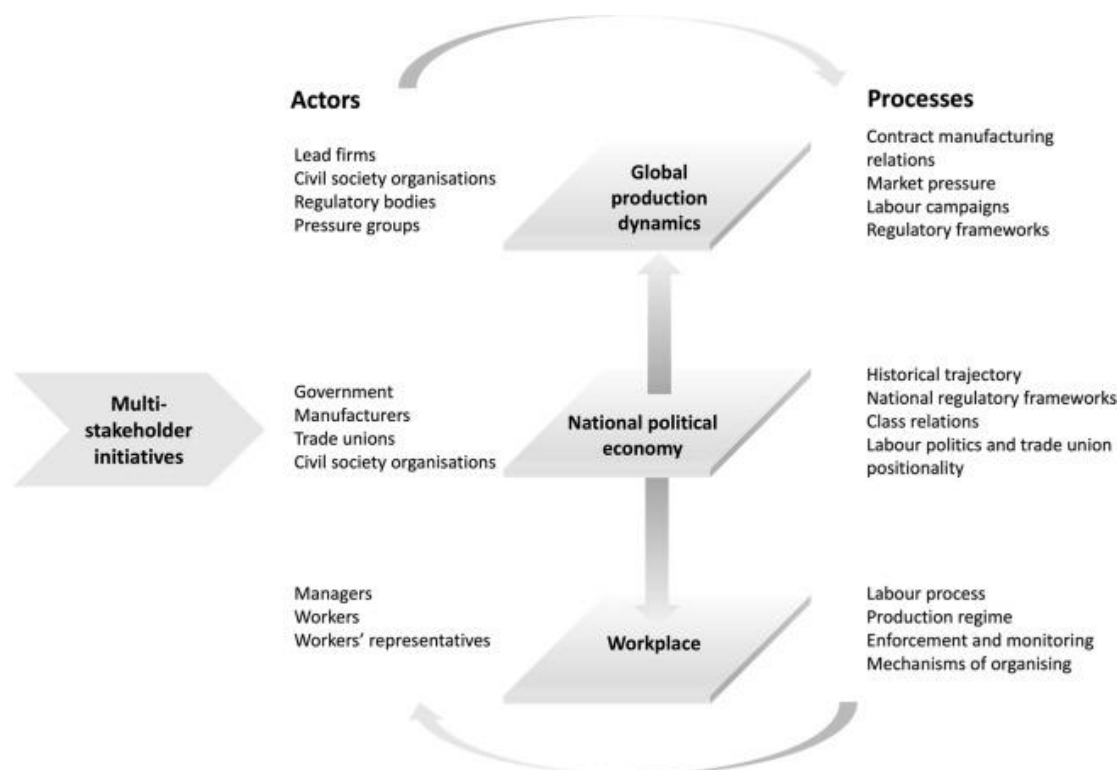 Actors
Processes
Lead firms
Civil society organisations
Regulatory bodies
Pressure groups
Global
production
dynamics
Contract manufacturing
relations
Market pressure
Labour campaigns
Regulatory frameworks
Multi-
stakeholder
initiatives
Government
Manufacturers
Trade unions
Civil society organisations
National political
economy
Historical trajectory
National regulatory frameworks
Class relations
Labour politics and trade union
positionality
Managers
Workers
Workers' representatives
Workplace
Labour process
Production regime
Enforcement and monitoring
Mechanisms of organising